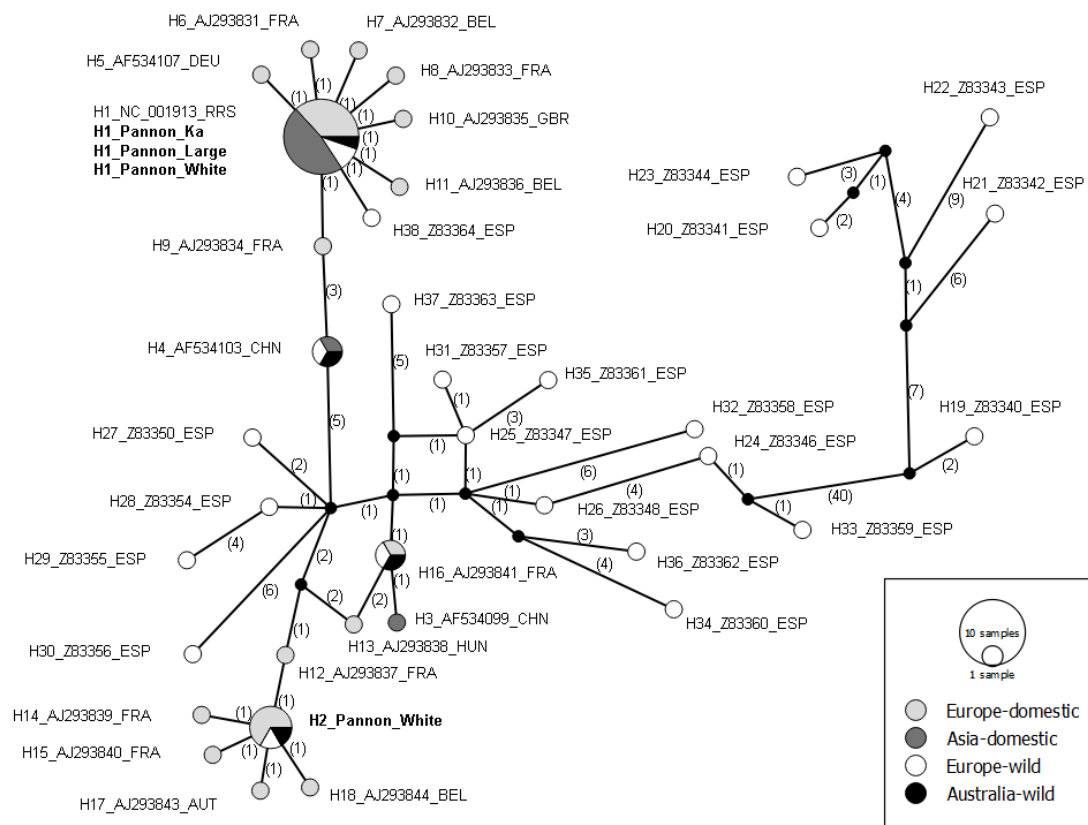 H6_AJ293831_FRA
H7_AJ293832_BEL
H5_AF534107_DEU
H8_AJ293833_FRA
(1)
(1)
(1)
(1)
H1_NC_001913_RRS
H1_Pannon_Ka
H1_Pannon_Large
H1_Pannon_White
(1)
(1)
(1)
(1)
(1)
H10_AJ293835_GBR
H11_AJ293836_BEL
H38_Z83364_ESP
H22_Z83343_ESP
H23_Z83344_ESP
(3)
(1)
(4)
(9)
H21_Z83342_ESP
(2)
H20_Z83341_ESP
(1)
(6)
H9_AJ293834_FRA
(3)
H37_Z83363_ESP
H4_AF534103_CHN
(5)
H31_Z83357_ESP
H35_Z83361_ESP
(1)
(3)
(7)
H19_Z83340_ESP
(2)
(5)
H27_Z83350_ESP
(2)
(1)
H25_Z83347_ESP
H32_Z83358_ESP
H24_Z83346_ESP
(6)
(1)
(40)
H28_Z83354_ESP
(1)
(1)
(1)
(1)
(1)
(1)
(1)
(4)
H26_Z83348_ESP
(1)
H33_Z83359_ESP
H29_Z83355_ESP
(4)
(2)
(1)
(3)
H36_Z83362_ESP
(4)
H16_AJ293841_FRA
(6)
(2)
(2)
(1)
H3_AF534099_CHN
H34_Z83360_ESP
H13_AJ293838_HUN
(1)
H30_Z83356_ESP
H12_AJ293837_FRA
(1)
H14_AJ293839_FRA
(1)
H2_Pannon_White
H15_AJ293840_FRA
(1)
(1)
(1)
H17_AJ293843_AUT
H18_AJ293844_BEL
10 samples
1 sample
Europe-domestic
Asia-domestic
Europe-wild
Australia-wild